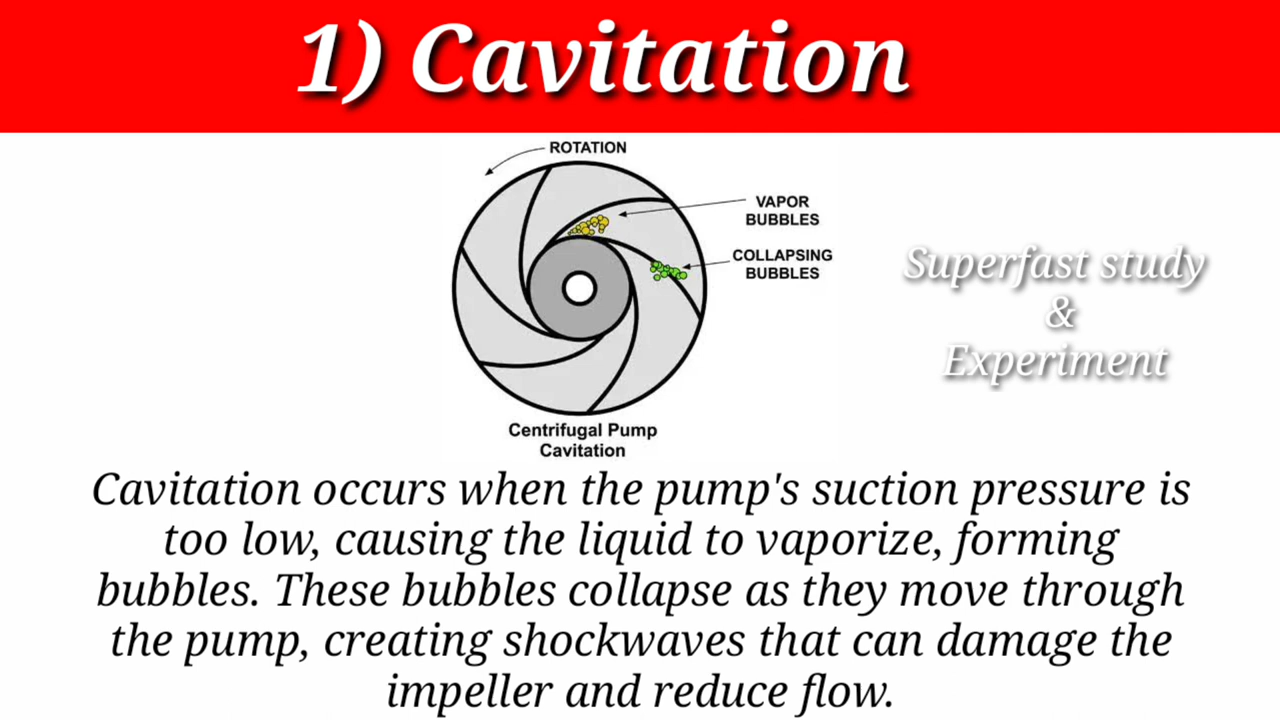 1) Cavitation
ROTATION
VAPOR
BUBBLES
COLLAPSING
BUBBLES
Centrifugal Pump
Cavitation
Superfast study
&
Experiment
Cavitation occurs when the pump's suction pressure is
too low, causing the liquid to vaporize, forming
bubbles. These bubbles collapse as they move through
the pump, creating shockwaves that can damage the
impeller and reduce flow.